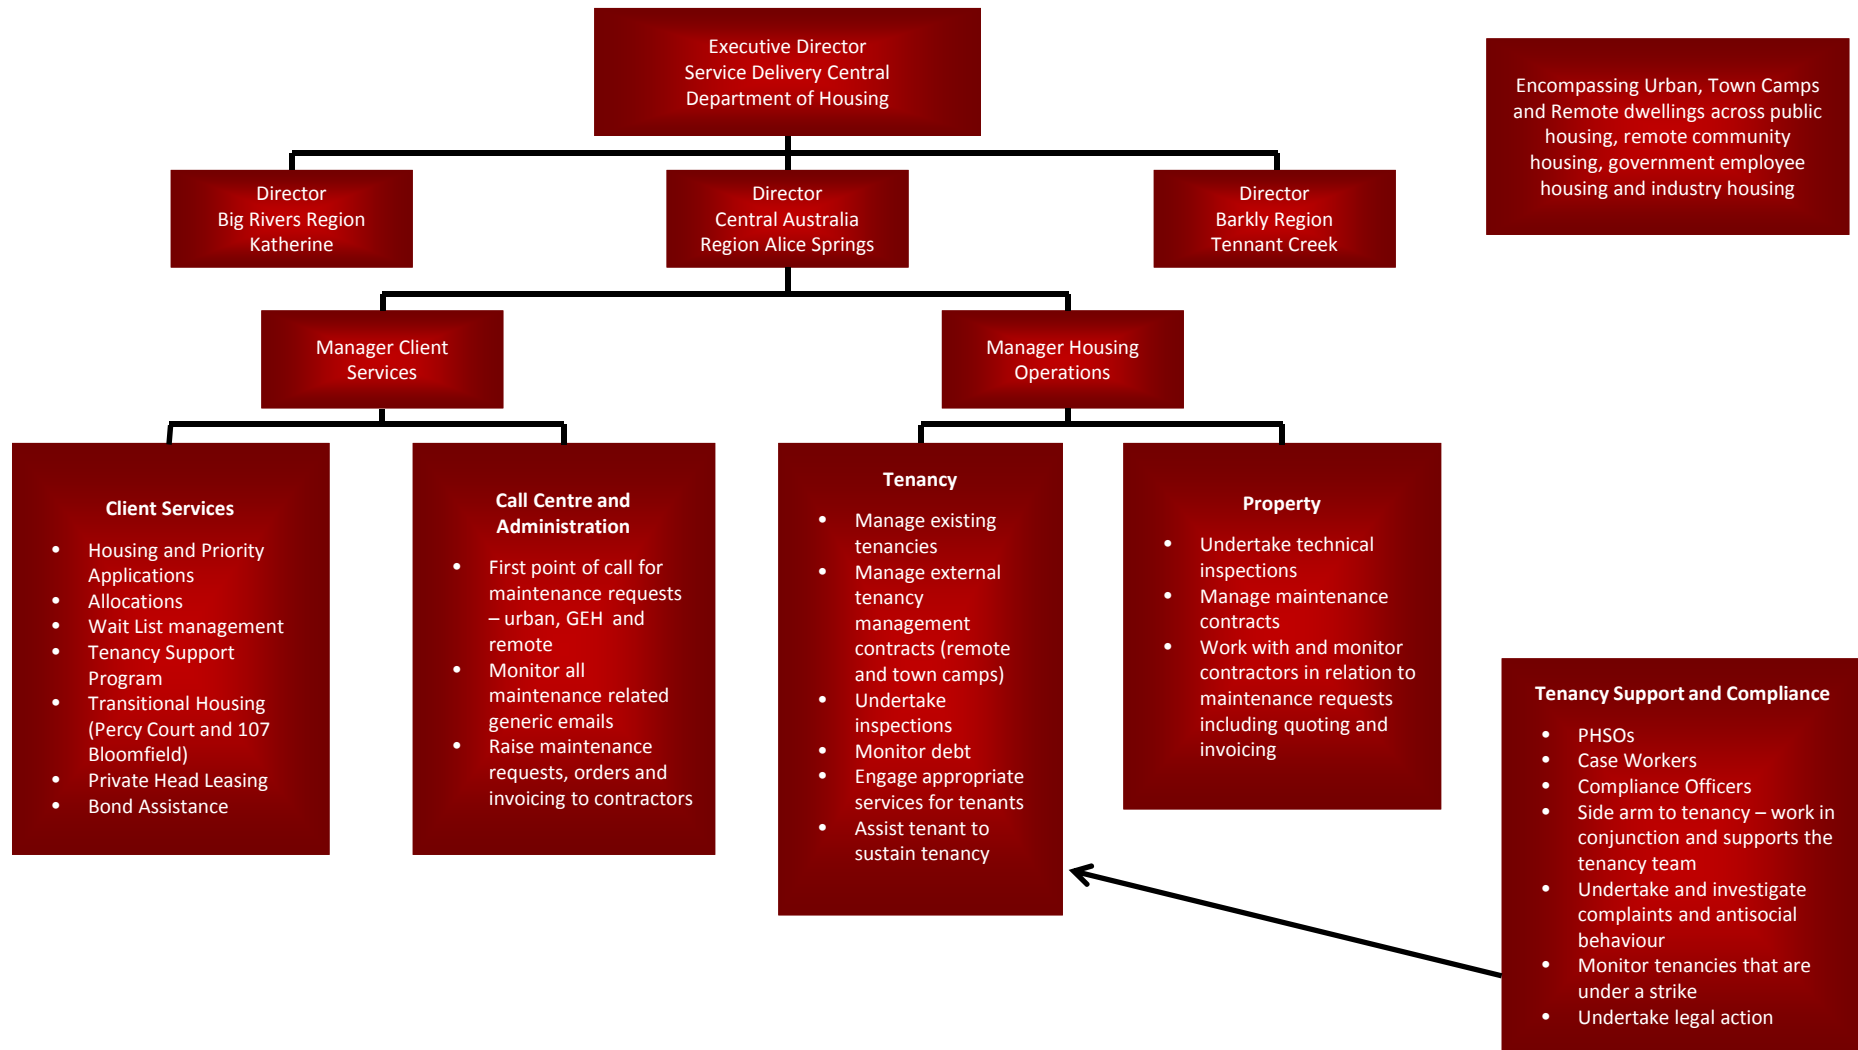 Executive Director
Service Delivery Central
Department of Housing
Encompassing Urban, Town Camps
and Remote dwellings across public
housing, remote community
housing, government employee
housing and industry housing
Director
Big Rivers Region
Katherine
Director
Central Australia
Region Alice Springs
Director
Barkly Region
Tennant Creek
Manager Client
Services
Manager Housing
Operations
Client Services
• Housing and Priority
Applications
• Allocations
• Wait List management
• Tenancy Support
Program
• Transitional Housing
(Percy Court and 107
Bloomfield)
• Private Head Leasing
• Bond Assistance
Call Centre and
Administration
• First point of call for
maintenance requests
– urban, GEH and
remote
• Monitor all
maintenance related
generic emails
• Raise maintenance
requests, orders and
invoicing to contractors
Tenancy
• Manage existing
tenancies
• Manage external
tenancy
management
contracts (remote
and town camps)
• Undertake
inspections
• Monitor debt
• Engage appropriate
services for tenants
• Assist tenant to
sustain tenancy
Property
• Undertake technical
inspections
• Manage maintenance
contracts
• Work with and monitor
contractors in relation to
maintenance requests
including quoting and
invoicing
Tenancy Support and Compliance
• PHSOs
• Case Workers
• Compliance Officers
• Side arm to tenancy – work in
conjunction and supports the
tenancy team
• Undertake and investigate
complaints and antisocial
behaviour
• Monitor tenancies that are
under a strike
• Undertake legal action